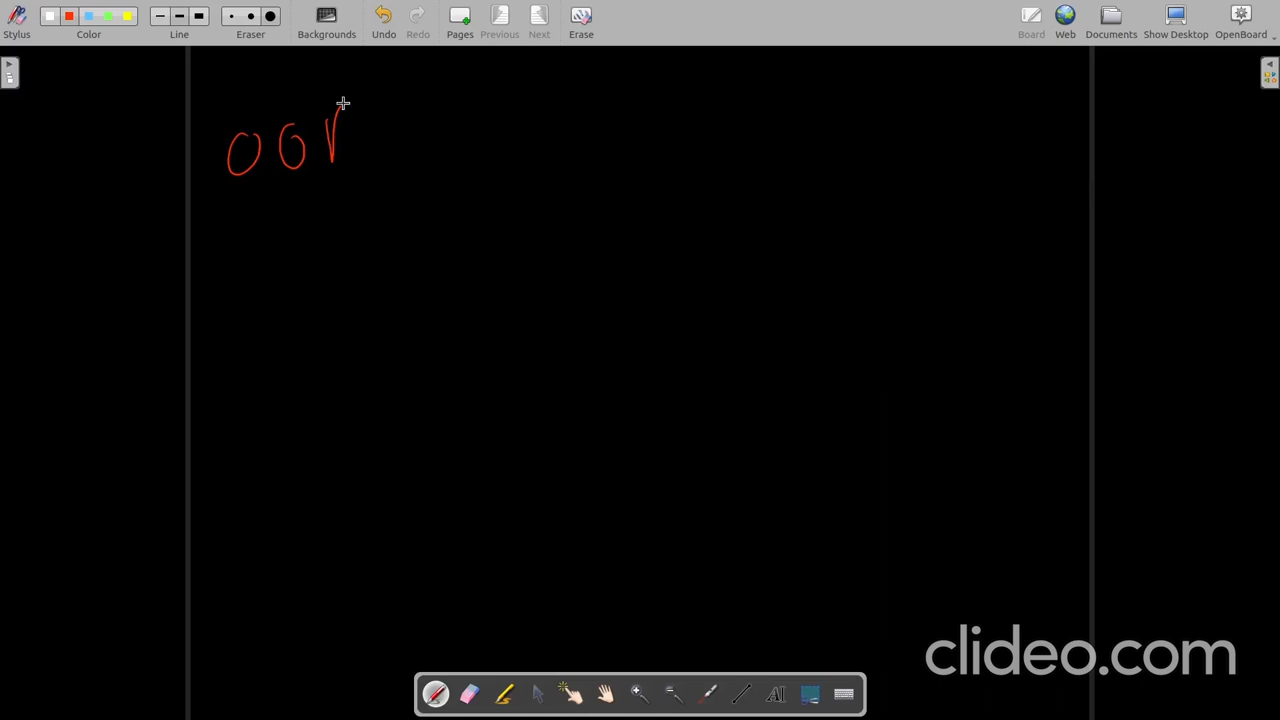 Stylus
Color
Line
Eraser
Backgrounds
Undo
Redo
Pages
Previous
Next
Erase
Board
Web
Documents
Show Desktop
OpenBoard
AI
clideo.com